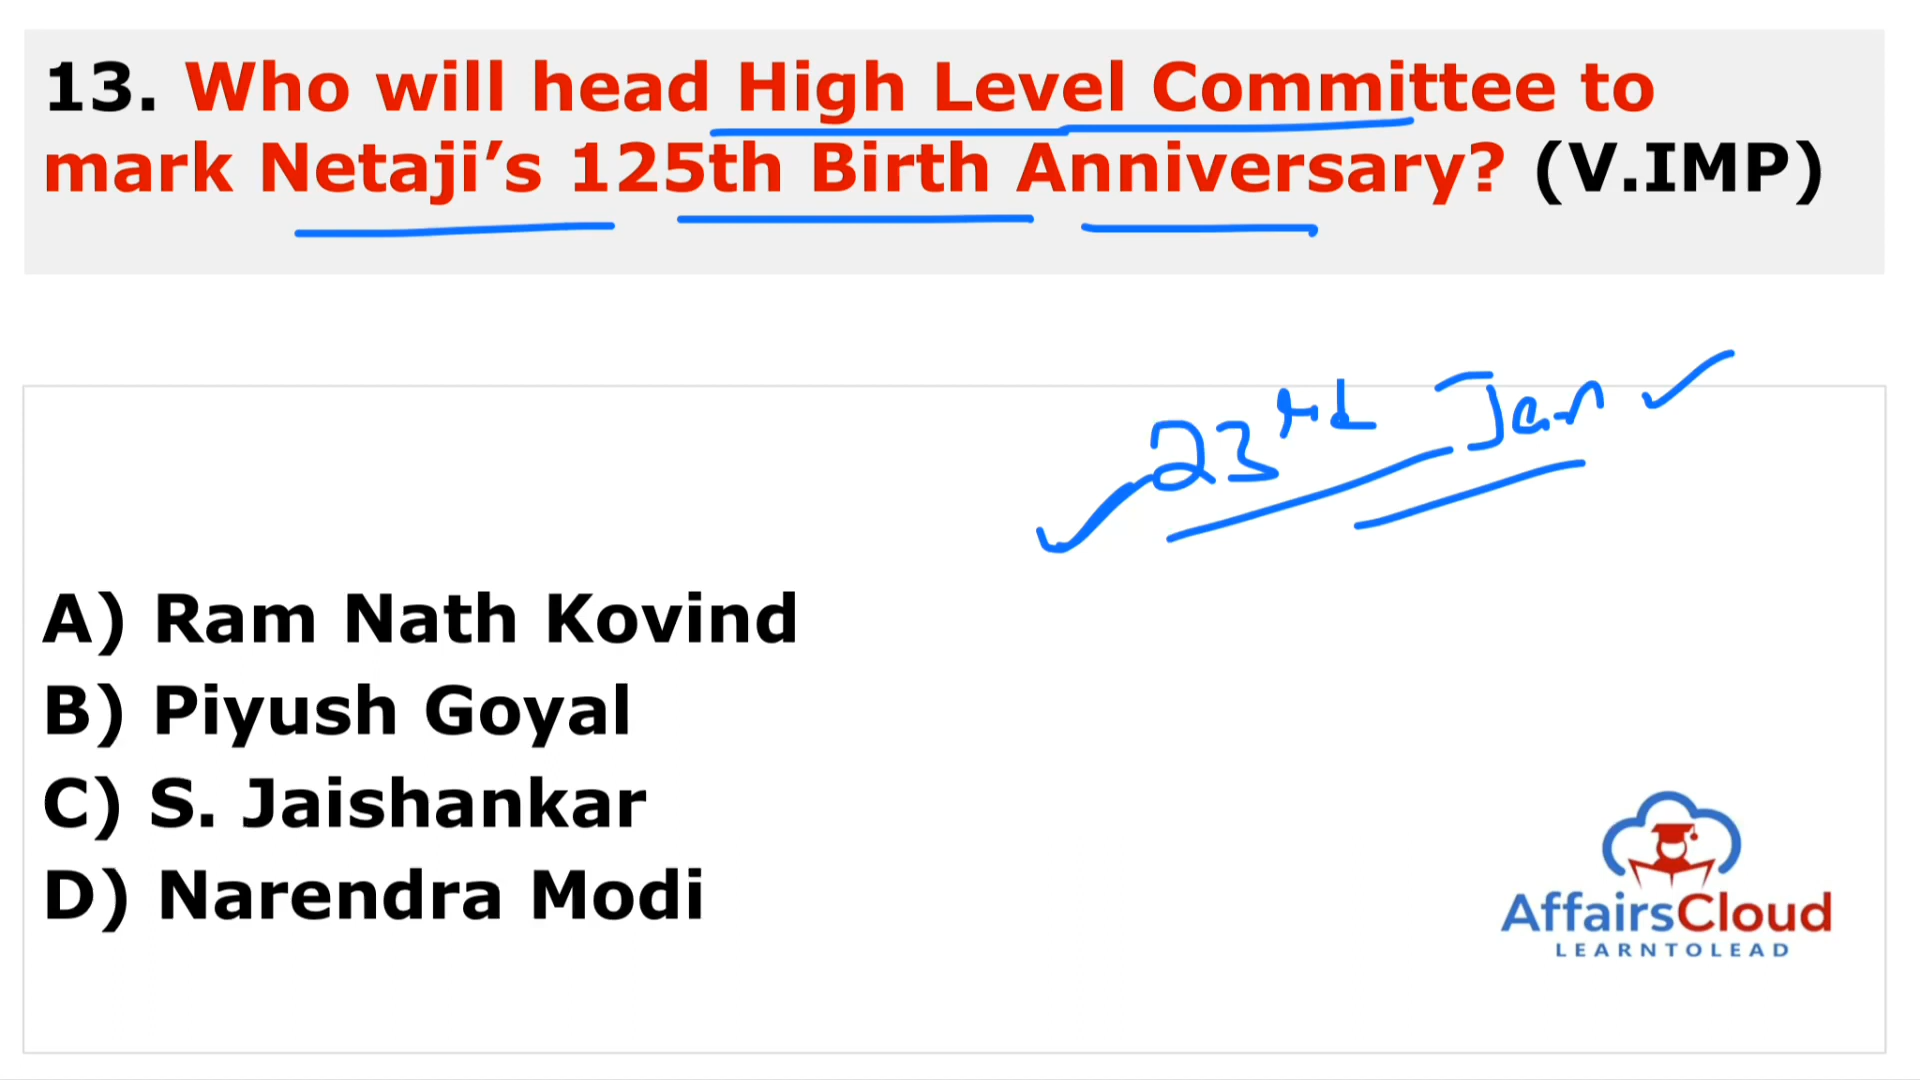 13. Who will head High Level Committee to
mark Netaji’s 125th Birth Anniversary? (V.IMP)
23rd Jan
A) Ram Nath Kovind
B) Piyush Goyal
C) S. Jaishankar
D) Narendra Modi
AffairsCloud
LEARNTOLEAD